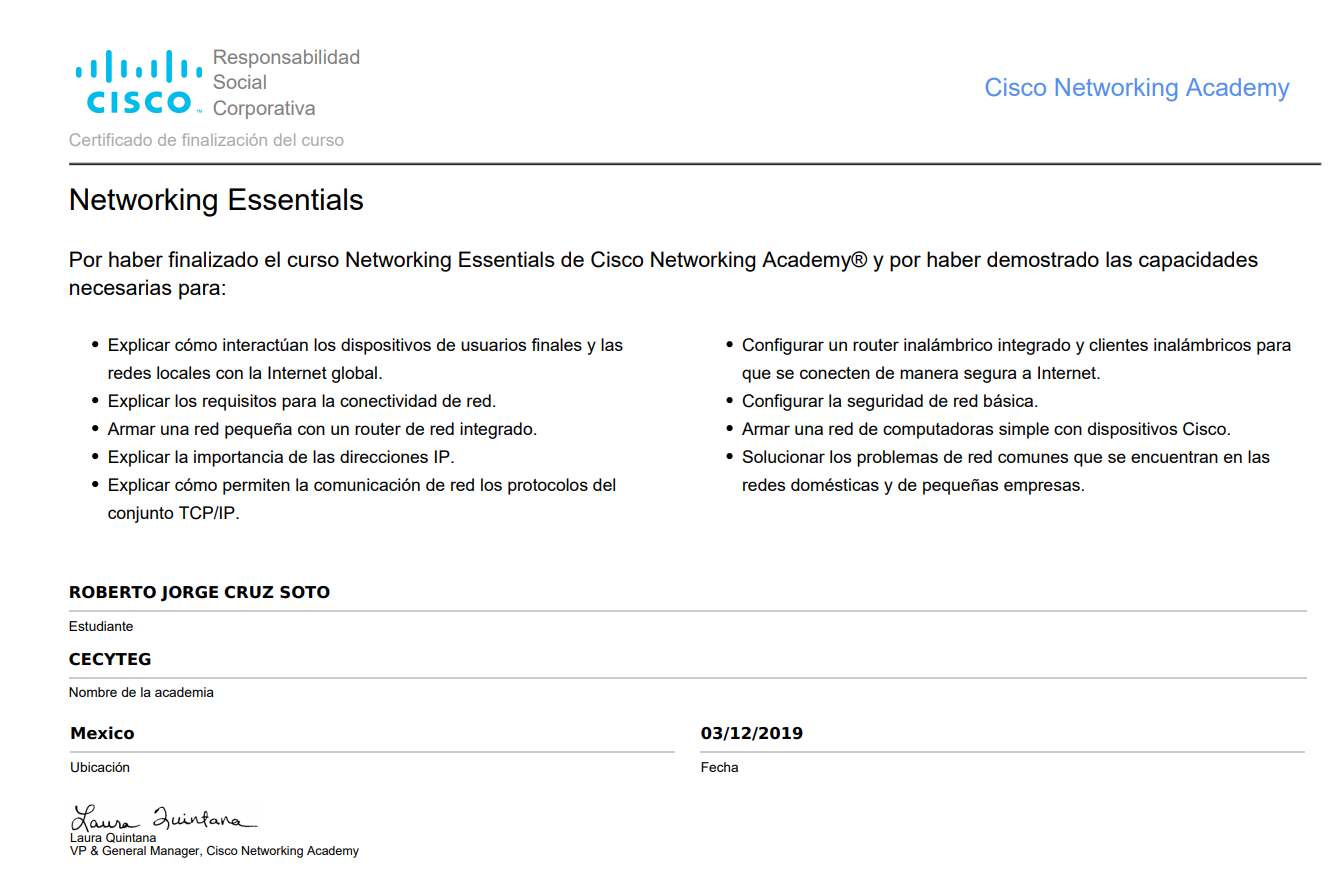 Responsabilidad
Social
Corporativa
CISCO™
Cisco Networking Academy
Certificado de finalización del curso
Networking Essentials
Por haber finalizado el curso Networking Essentials de Cisco Networking Academy® y por haber demostrado las capacidades
necesarias para:
• Explicar cómo interactúan los dispositivos de usuarios finales y las
redes locales con la Internet global.
• Explicar los requisitos para la conectividad de red.
• Armar una red pequeña con un router de red integrado.
• Explicar la importancia de las direcciones IP.
• Explicar cómo permiten la comunicación de red los protocolos del
conjunto TCP/IP.
• Configurar un router inalámbrico integrado y clientes inalámbricos para
que se conecten de manera segura a Internet.
• Configurar la seguridad de red básica.
• Armar una red de computadoras simple con dispositivos Cisco.
• Solucionar los problemas de red comunes que se encuentran en las
redes domésticas y de pequeñas empresas.
ROBERTO JORGE CRUZ SOTO
Estudiante
CECYTEG
Nombre de la academia
Mexico
Ubicación
03/12/2019
Fecha
Laura Quintana
Laura Quintana
VP & General Manager, Cisco Networking Academy